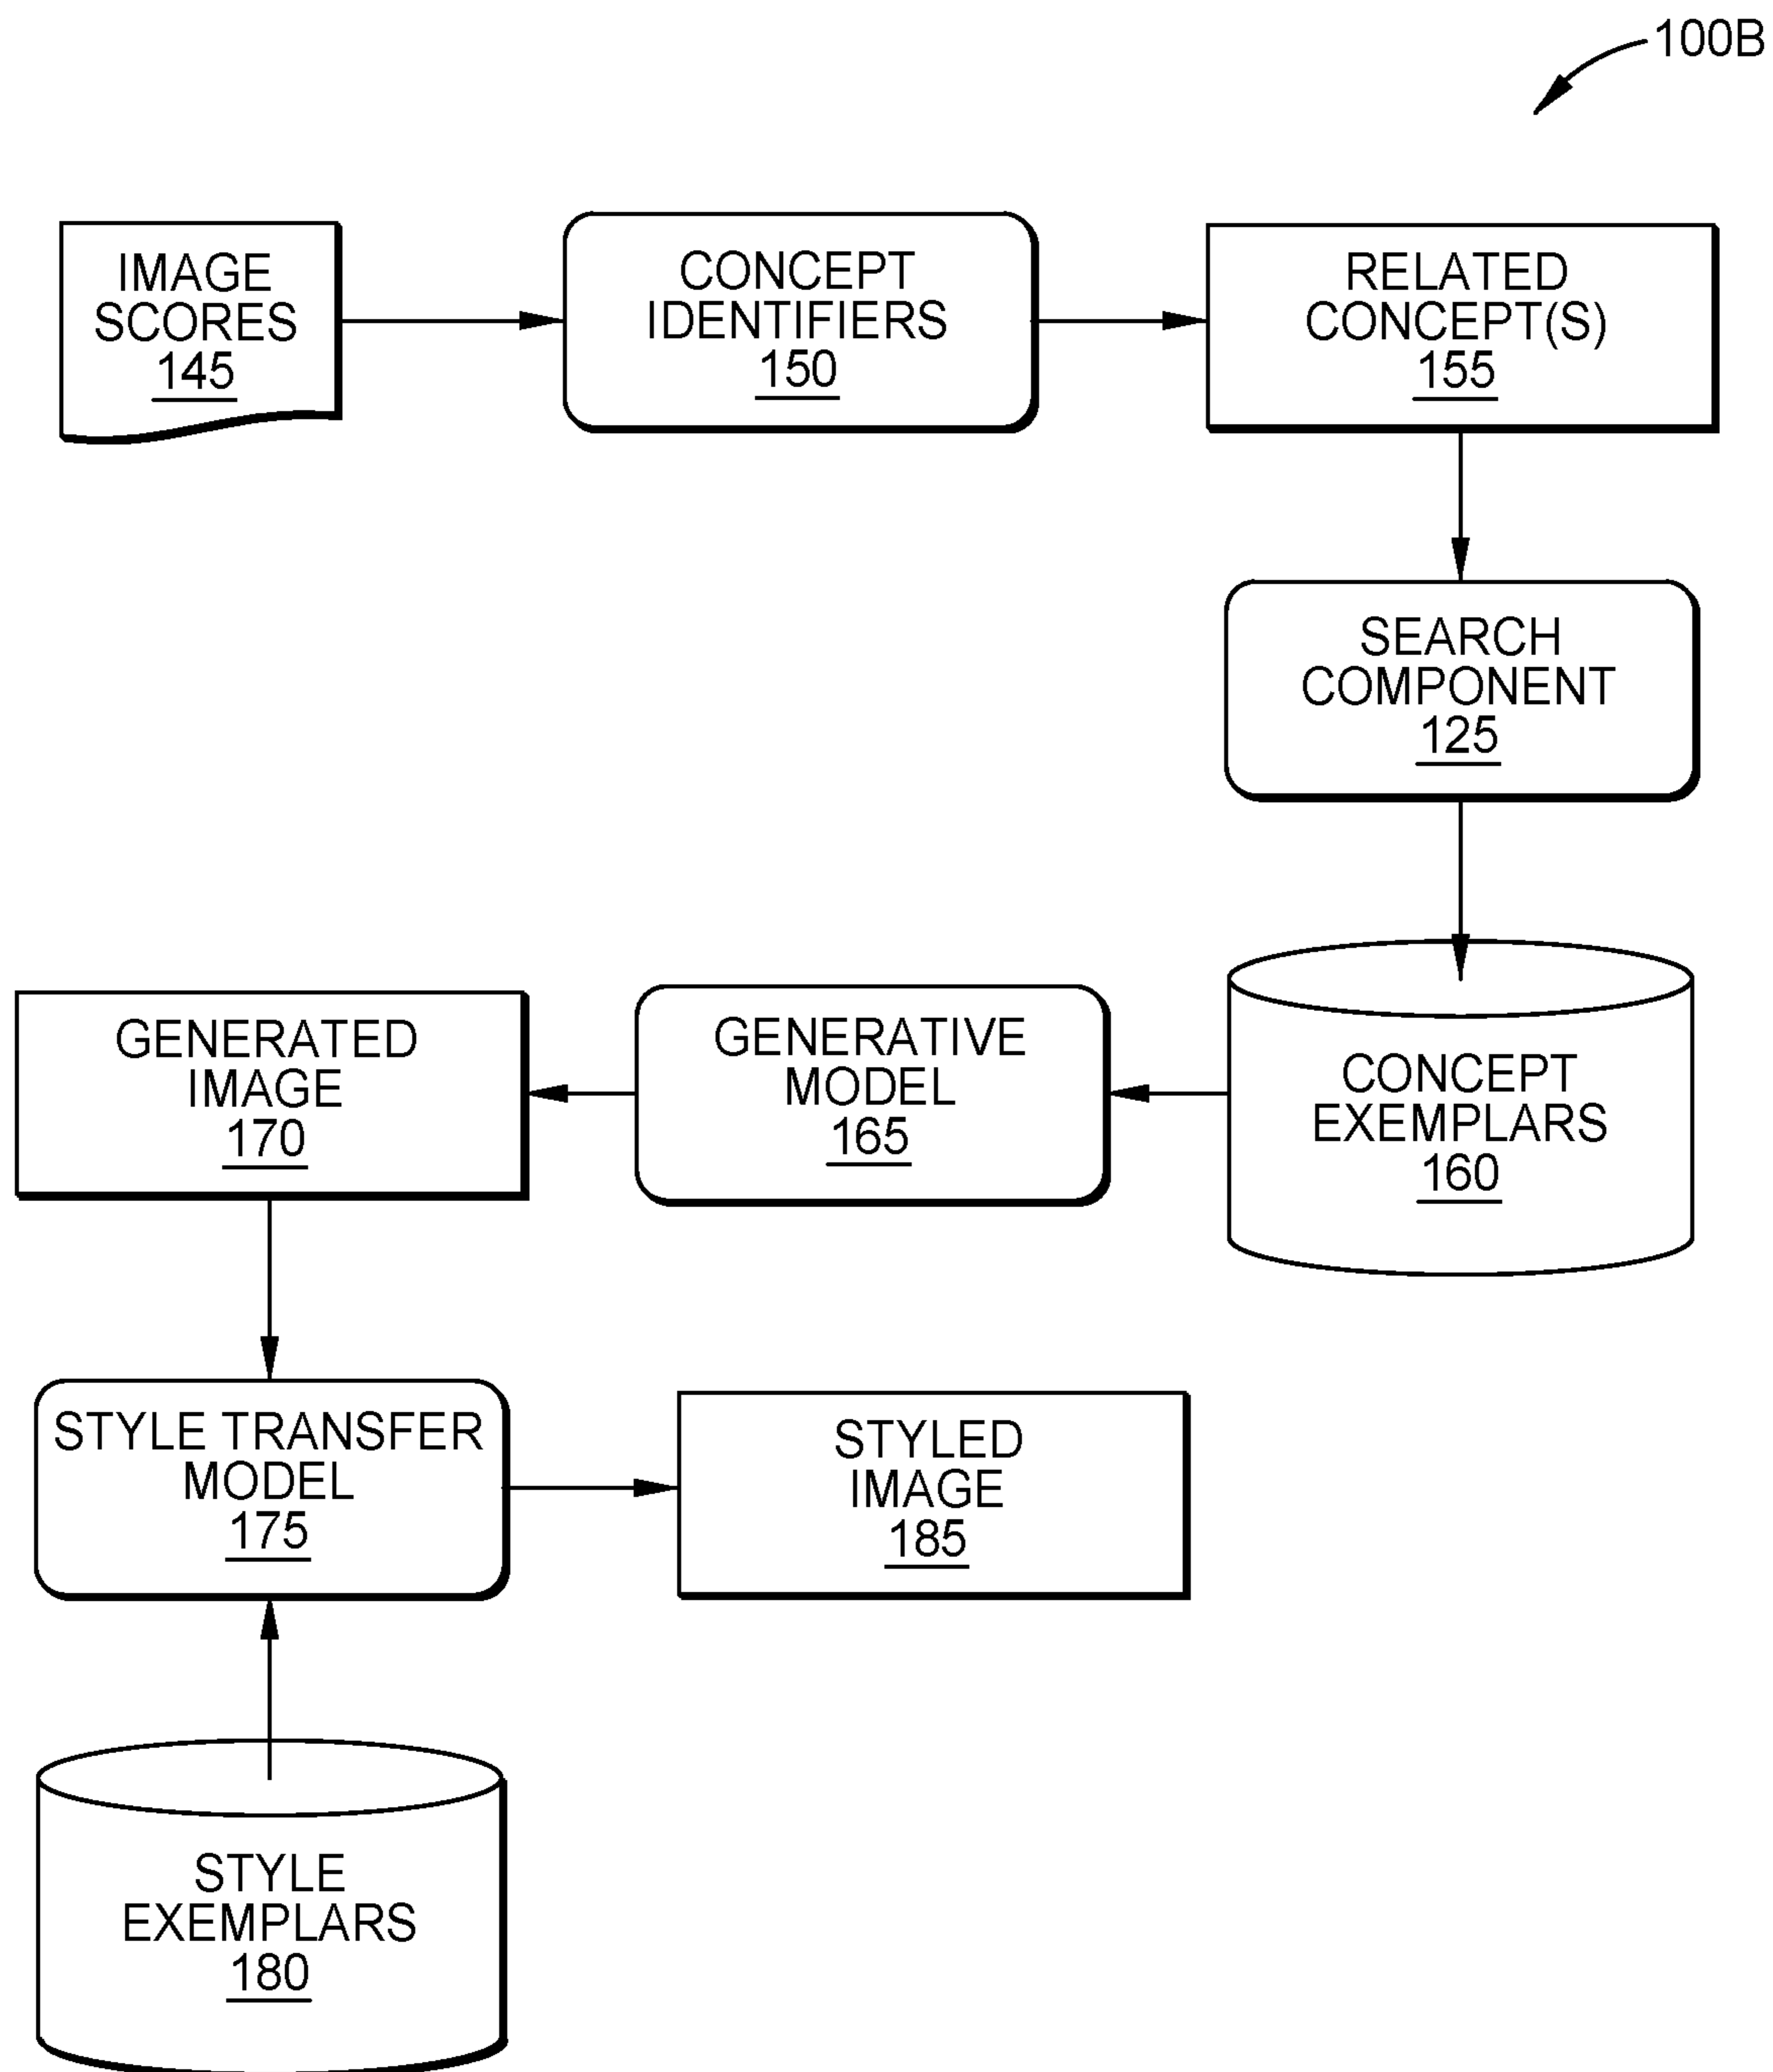 100B
IMAGE
SCORES
145
CONCEPT
IDENTIFIERS
150
RELATED
CONCEPT(S)
155
SEARCH
COMPONENT
125
GENERATED
IMAGE
170
GENERATIVE
MODEL
165
CONCEPT
EXEMPLARS
160
STYLE TRANSFER
MODEL
175
STYLED
IMAGE
185
STYLE
EXEMPLARS
180